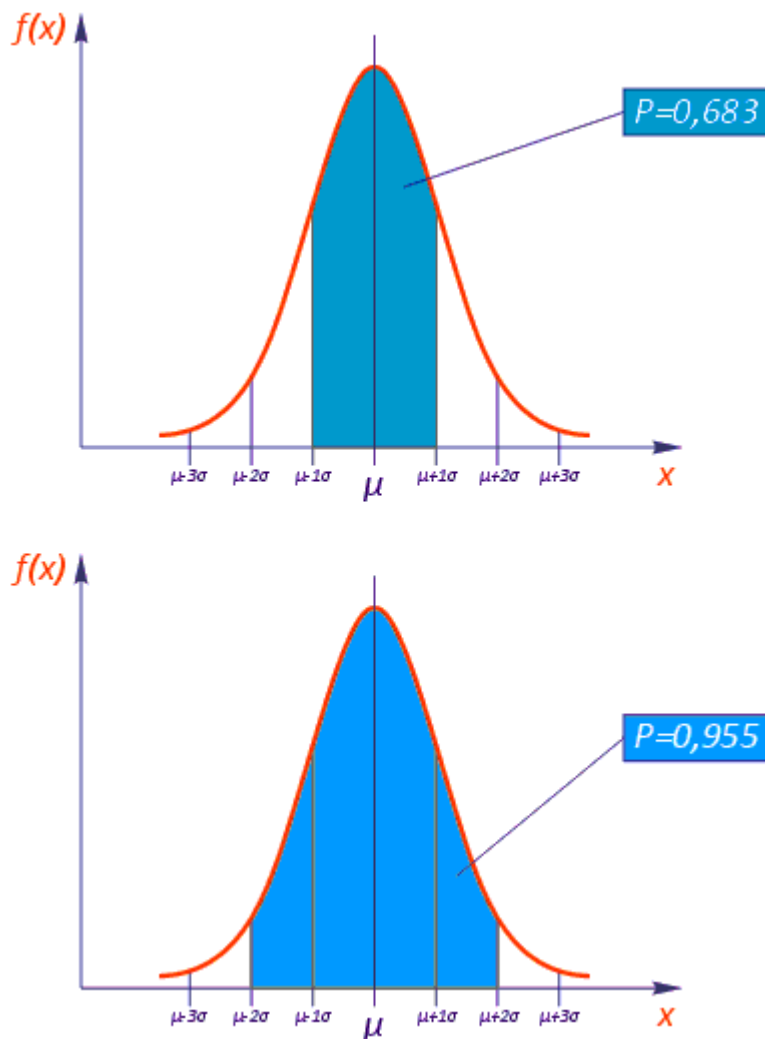 f(x)
P=0,683
μ-3σ μ-2σ μ-1σ μ μ+1σ μ+2σ μ+3σ x
f(x)
P=0,955
μ-3σ μ-2σ μ-1σ μ μ+1σ μ+2σ μ+3σ x